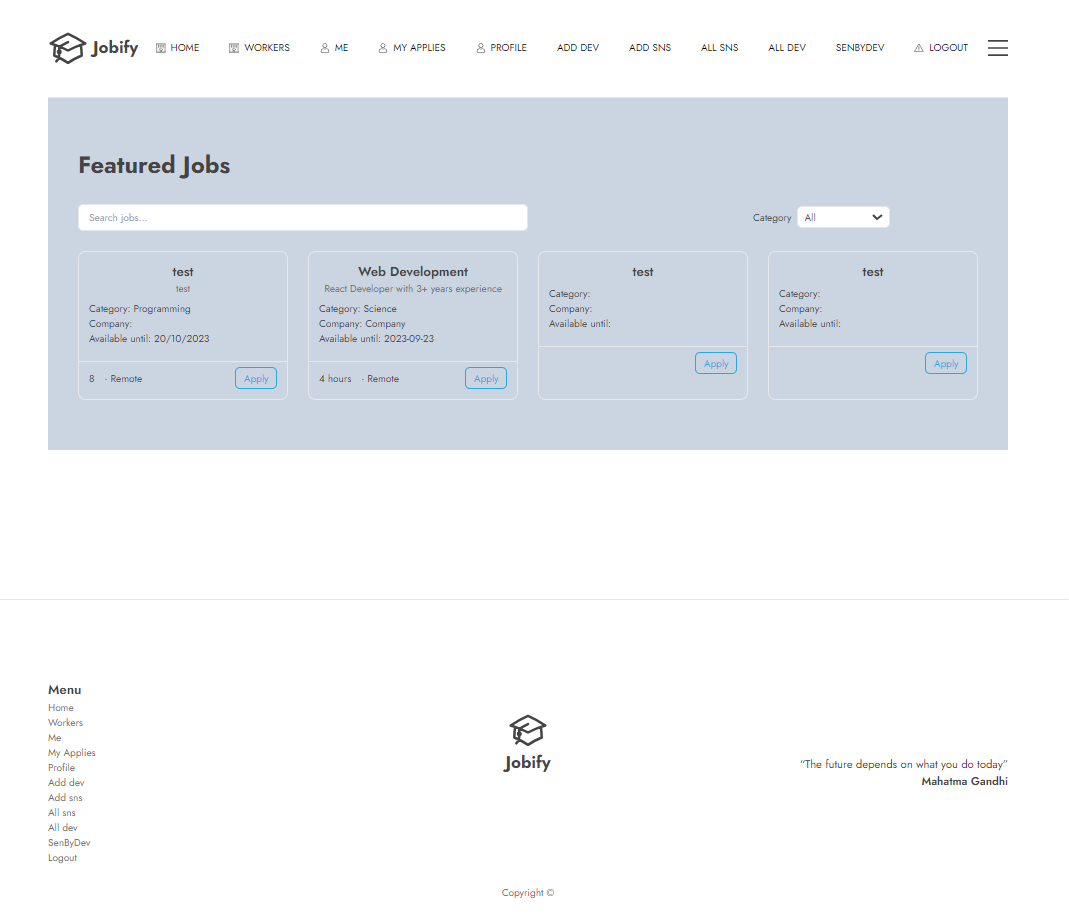 Jobify
HOME WORKERS ME MY APPLIES PROFILE ADD DEV ADD SNS ALL SNS ALL DEV SENBYDEV LOGOUT
Featured Jobs
Search jobs...
Category All
test
test
Category: Programming
Company:
Available until: 20/10/2023
8 · Remote Apply
Web Development
React Developer with 3+ years experience
Category: Science
Company: Company
Available until: 2023-09-23
4 hours · Remote Apply
test
Category:
Company:
Available until:
Apply
test
Category:
Company:
Available until:
Apply
Menu
Home
Workers
Me
My Applies
Profile
Add dev
Add sns
All sns
All dev
SenByDev
Logout
Jobify
“The future depends on what you do today”
Mahatma Gandhi
Copyright ©